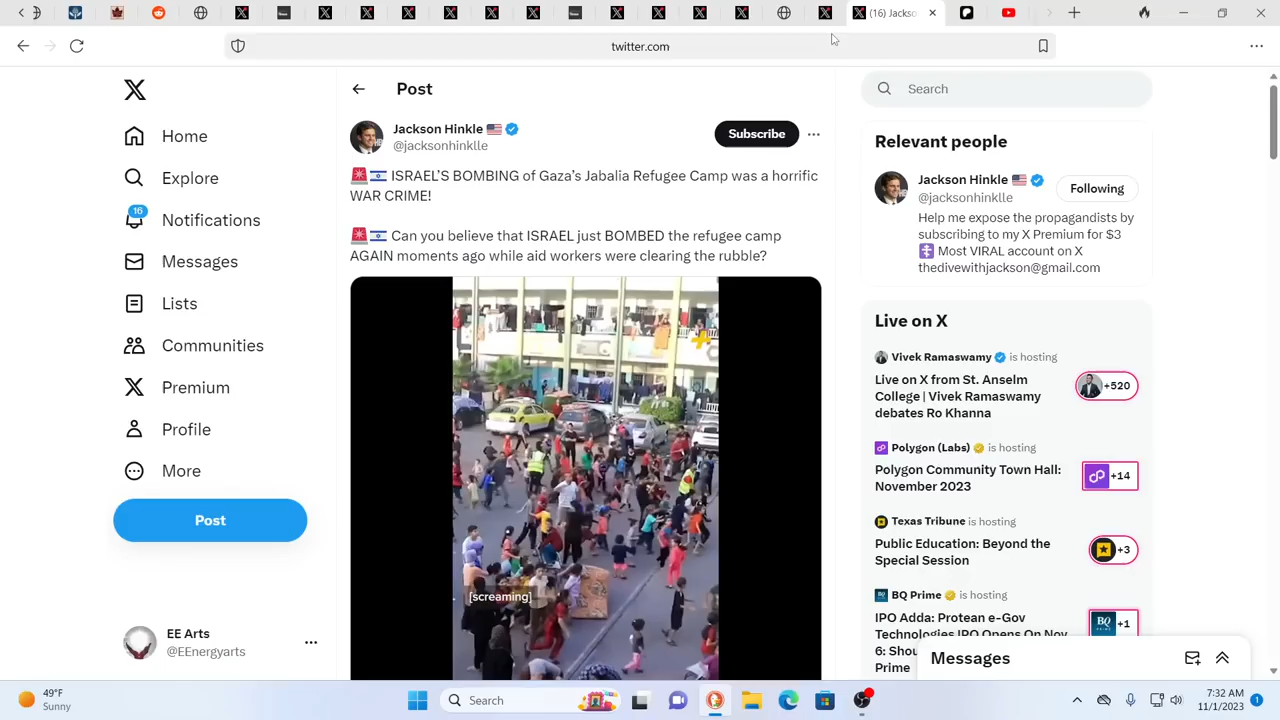 (16) Jackso
twitter.com
Post
Jackson Hinkle
@jacksonhinklle
Subscribe
ISRAEL'S BOMBING of Gaza's Jabalia Refugee Camp was a horrific
WAR CRIME!
Can you believe that ISRAEL just BOMBED the refugee camp
AGAIN moments ago while aid workers were clearing the rubble?
[screaming]
Home
Explore
16
Notifications
Messages
Lists
Communities
Premium
Profile
More
Post
EE Arts
@EEnergyarts
Search
Relevant people
Jackson Hinkle
@jacksonhinklle
Following
Help me expose the propagandists by
subscribing to my X Premium for $3
Most VIRAL account on X
thedivewithjackson@gmail.com
Live on X
Vivek Ramaswamy is hosting
Live on X from St. Anselm
College | Vivek Ramaswamy
debates Ro Khanna
+520
Polygon (Labs) is hosting
Polygon Community Town Hall:
November 2023
+14
Texas Tribune is hosting
Public Education: Beyond the
Special Session
+3
BQ Prime is hosting
IPO Adda: Protean e-Gov
Technologies IPO Opens On Nov
6: Shou
Prime
BQ
+1
Messages
49°F
Sunny
Search
7:32 AM
11/1/2023
1